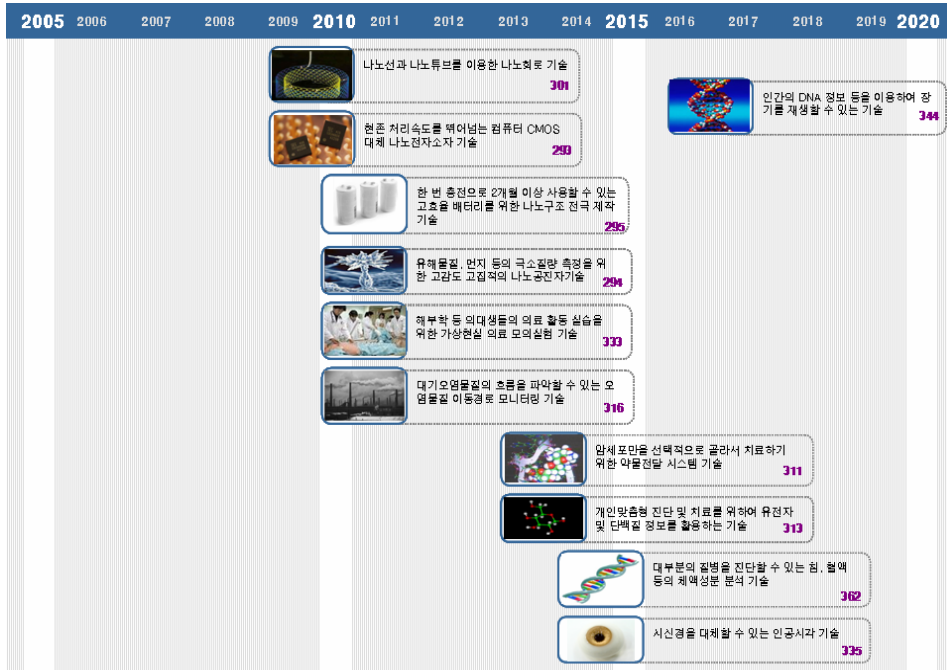 2005 2006 2007 2008 2009 2010 2011 2012 2013 2014 2015 2016 2017 2018 2019 2020
나노선과 나노튜브를 이용한 나노회로 기술
301
인간의 DNA 정보 등을 이용하여 장
기를 재생할 수 있는 기술
344
현존 처리속도를 뛰어넘는 컴퓨터 CMOS
대체 나노전자소자 기술
293
한 번 충전으로 2개월 이상 사용할 수 있는
고효율 배터리를 위한 나노구조 전극 제작
기술
295
유해물질, 먼지 등의 극소질량 측정을 위
한 고감도 고집적의 나노공진자기술
294
해부학 등 의대생들의 의료 활동 실습을
위한 가상현실 의료 모의실험 기술
333
대기오염물질의 흐름을 파악할 수 있는 오
염물질 이동경로 모니터링 기술
316
암세포만을 선택적으로 골라서 치료하기
위한 약물전달 시스템 기술
311
개인맞춤형 진단 및 치료를 위하여 유전자
및 단백질 정보를 활용하는 기술
313
대부분의 질병을 진단할 수 있는 침, 혈액
등의 체액성분 분석 기술
362
시신경을 대체할 수 있는 인공시각 기술
335